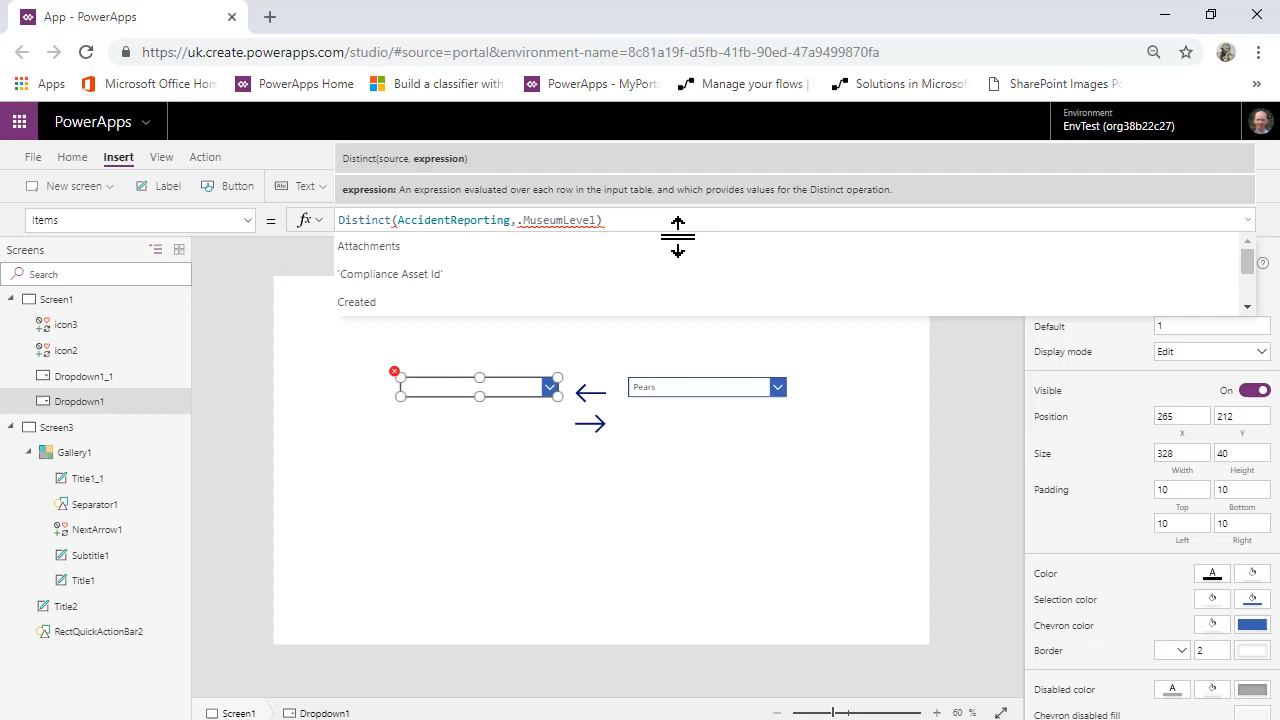 App - PowerApps
https://uk.create.powerapps.com/studio/#source=portal&environment-name=8c81a19f-d5fb-41fb-90ed-47a9499870fa
Apps
Microsoft Office Hom
PowerApps Home
Build a classifier with
PowerApps - MyPorta
Manage your flows |
Solutions in Microsof
SharePoint Images Po
PowerApps
Environment
EnvTest (org38b22c27)
File
Home
Insert
View
Action
New screen
Label
Button
Text
Distinct(source, expression)
expression: An expression evaluated over each row in the input table, and which provides values for the Distinct operation.
Items
=
fx
Distinct(AccidentReporting,.MuseumLevel)
Attachments
'Compliance Asset Id'
Created
Screens
Search
Screen1
icon3
icon2
Dropdown1_1
Dropdown1
Screen3
Gallery1
Title1_1
Separator1
NextArrow1
Subtitle1
Title1
Title2
RectQuickActionBar2
Pears
Default
1
Display mode
Edit
Visible
On
Position
265
212
X
Y
Size
328
40
Width
Height
Padding
10
10
Top
Bottom
10
10
Left
Right
Color
A
Selection color
Chevron color
Border
2
Disabled color
A
Chevron disabled fill
Screen1
Dropdown1
60 %